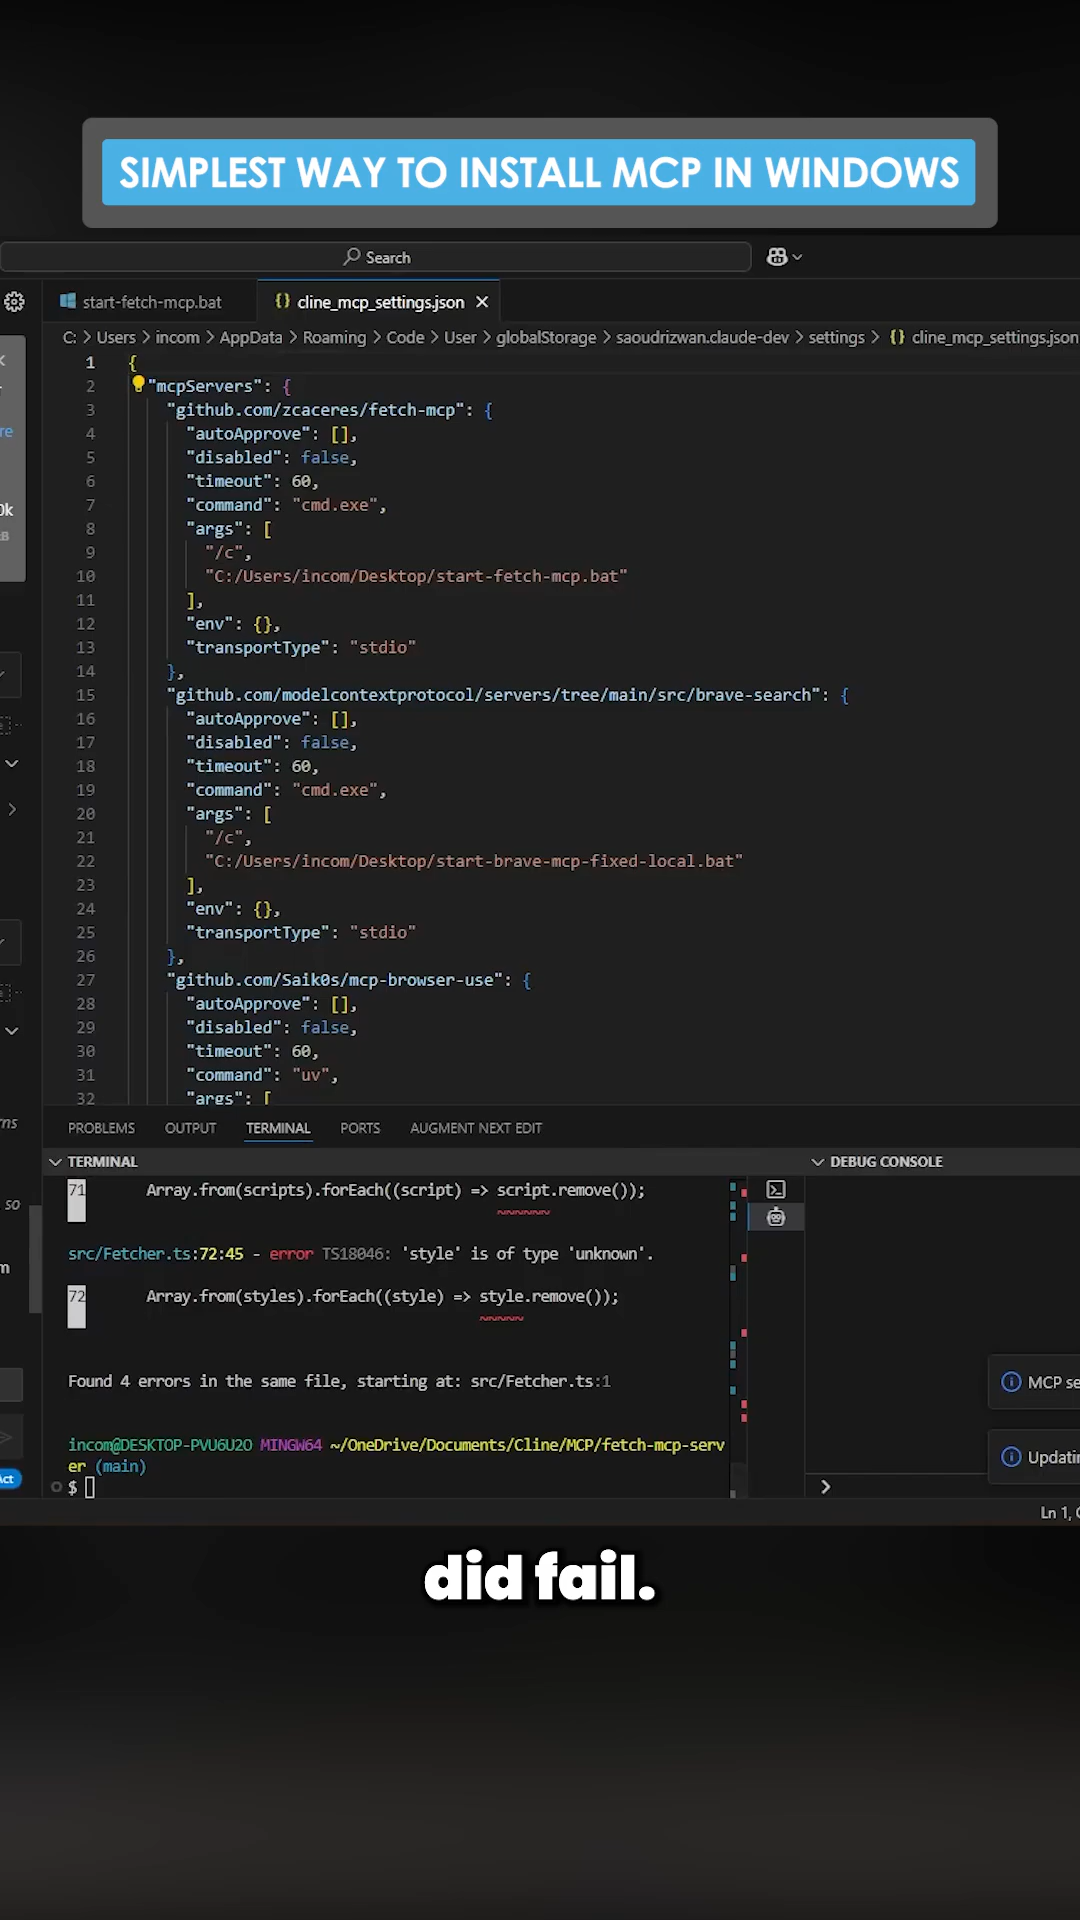 SIMPLEST WAY TO INSTALL MCP IN WINDOWS
Search
start-fetch-mcp.bat
{} cline_mcp_settings.json ×
C: > Users > incom > AppData > Roaming > Code > User > globalStorage > saoudrizwan.claude-dev > settings > {} cline_mcp_settings.json
1 {
2 "mcpServers": {
3 "github.com/zcaceres/fetch-mcp": {
4 "autoApprove": [],
5 "disabled": false,
6 "timeout": 60,
7 "command": "cmd.exe",
8 "args": [
9 "/c",
10 "C:/Users/incom/Desktop/start-fetch-mcp.bat"
11 ],
12 "env": {},
13 "transportType": "stdio"
14 },
15 "github.com/modelcontextprotocol/servers/tree/main/src/brave-search": {
16 "autoApprove": [],
17 "disabled": false,
18 "timeout": 60,
19 "command": "cmd.exe",
20 "args": [
21 "/c",
22 "C:/Users/incom/Desktop/start-brave-mcp-fixed-local.bat"
23 ],
24 "env": {},
25 "transportType": "stdio"
26 },
27 "github.com/Saik0s/mcp-browser-use": {
28 "autoApprove": [],
29 "disabled": false,
30 "timeout": 60,
31 "command": "uv",
32 "args": [
PROBLEMS OUTPUT TERMINAL PORTS AUGMENT NEXT EDIT
TERMINAL
DEBUG CONSOLE
71 Array.from(scripts).forEach((script) => script.remove());
src/Fetcher.ts:72:45 - error TS18046: 'style' is of type 'unknown'.
72 Array.from(styles).forEach((style) => style.remove());
Found 4 errors in the same file, starting at: src/Fetcher.ts:1
MCP se
incom@DESKTOP-PVU6U2O MINGW64 ~/OneDrive/Documents/Cline/MCP/fetch-mcp-serv
er (main)
Updatin
$
Ln 1,
did fail.